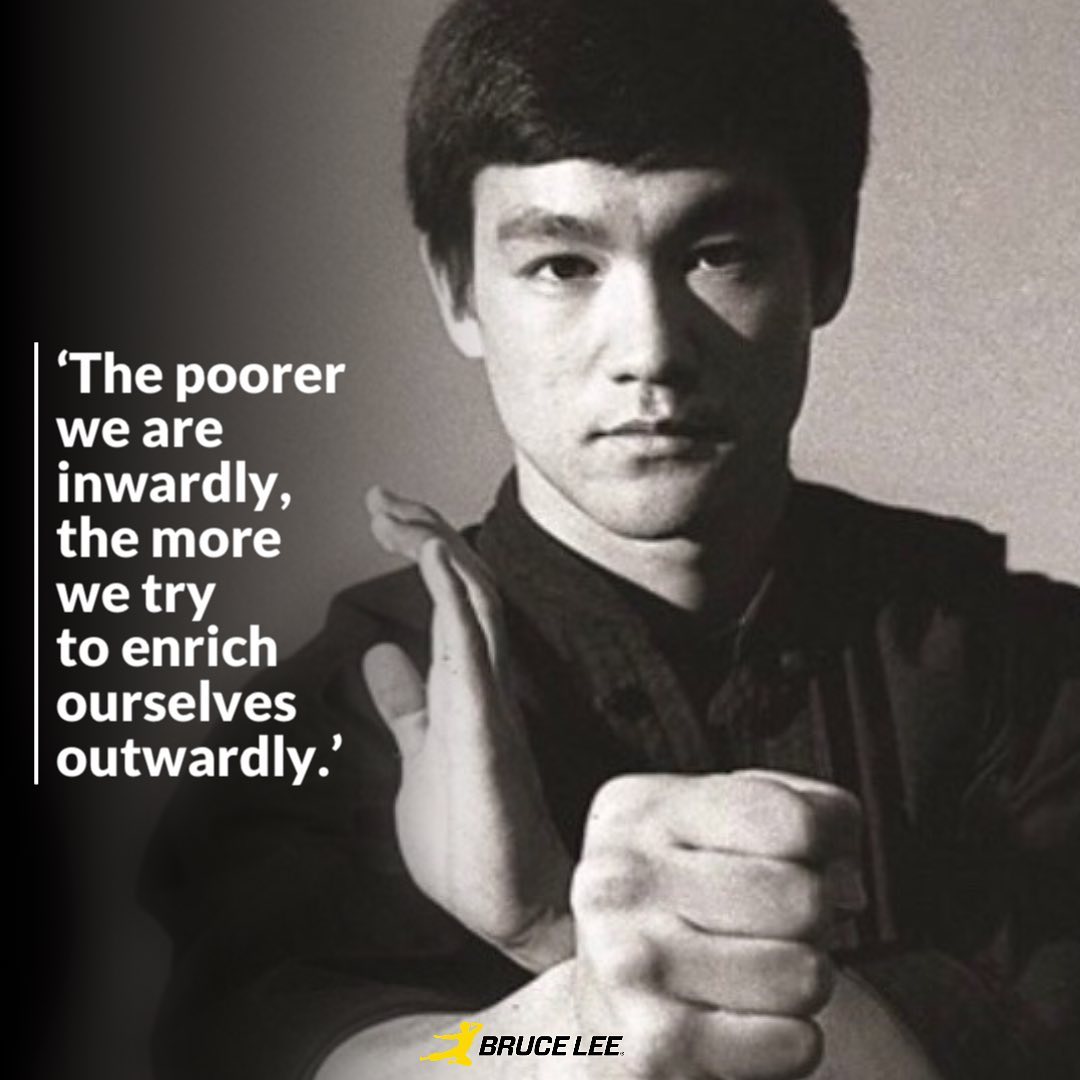 ‘The poorer
we are
inwardly,
the more
we try
to enrich
ourselves
outwardly.’
BRUCE LEE®